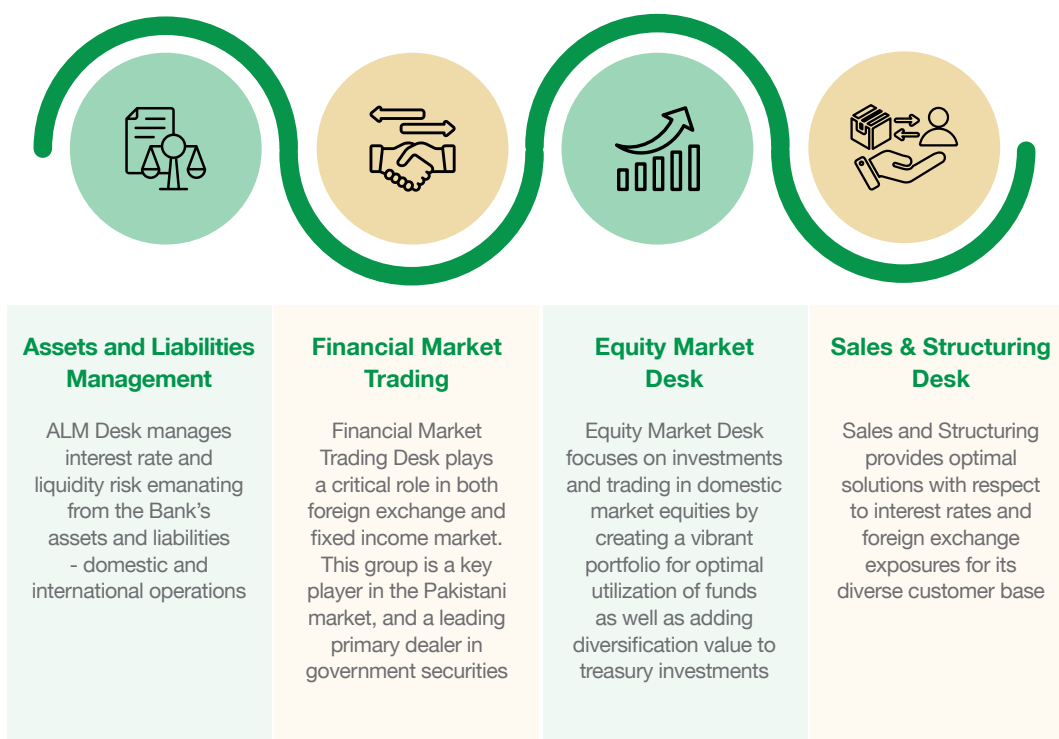 Assets and Liabilities
Management
ALM Desk manages
interest rate and
liquidity risk emanating
from the Bank's
assets and liabilities
- domestic and
international operations
Financial Market
Trading
Financial Market
Trading Desk plays
a critical role in both
foreign exchange and
fixed income market.
This group is a key
player in the Pakistani
market, and a leading
primary dealer in
government securities
Equity Market
Desk
Equity Market Desk
focuses on investments
and trading in domestic
market equities by
creating a vibrant
portfolio for optimal
utilization of funds
as well as adding
diversification value to
treasury investments
Sales & Structuring
Desk
Sales and Structuring
provides optimal
solutions with respect
to interest rates and
foreign exchange
exposures for its
diverse customer base